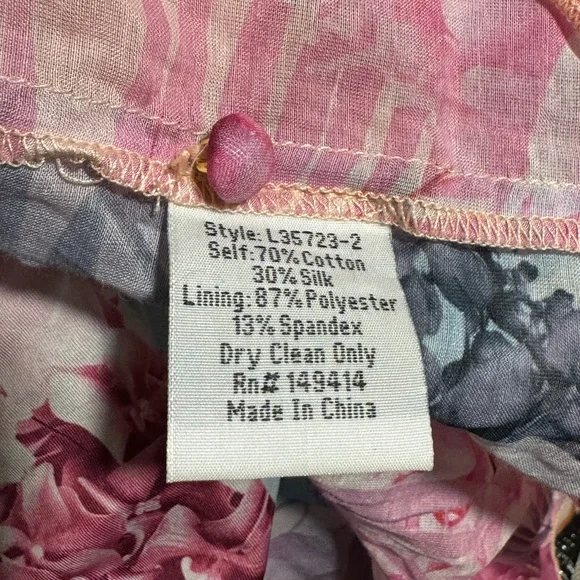 Style: L35723-2
Self: 70% Cotton
30% Silk
Lining: 87% Polyester
13% Spandex
Dry Clean Only
Rn# 149414
Made In China